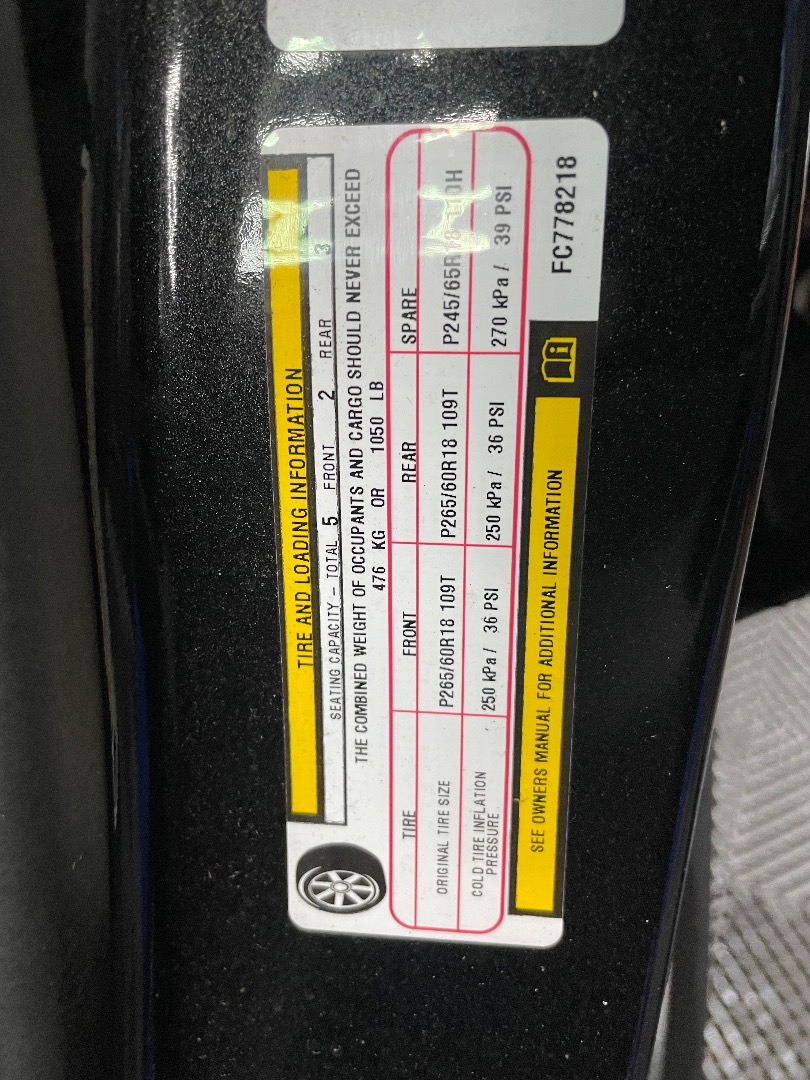 TIRE AND LOADING INFORMATION
SEATING CAPACITY – TOTAL 5 FRONT 2 REAR 3
THE COMBINED WEIGHT OF OCCUPANTS AND CARGO SHOULD NEVER EXCEED
476 KG OR 1050 LB
TIRE FRONT REAR SPARE
ORIGINAL TIRE SIZE P265/60R18 109T P265/60R18 109T P245/65R18
COLD TIRE INFLATION PRESSURE 250 kPa / 36 PSI 250 kPa / 36 PSI 270 kPa / 39 PSI
SEE OWNERS MANUAL FOR ADDITIONAL INFORMATION
FC778218